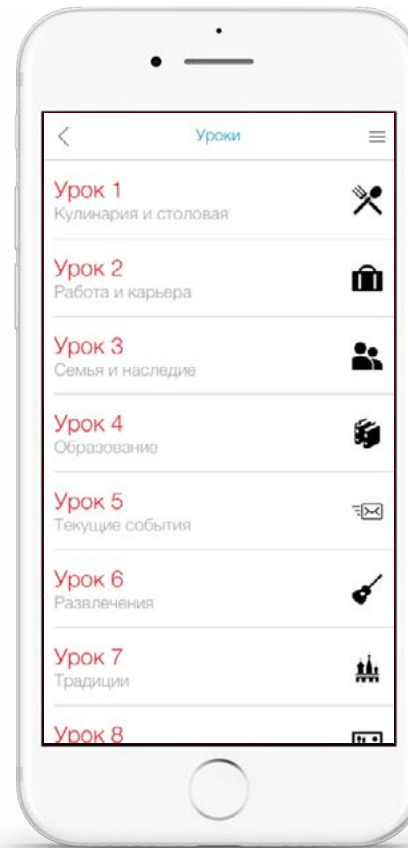 Уроки
Урок 1
Кулинария и столовая
Урок 2
Работа и карьера
Урок 3
Семья и наследие
Урок 4
Образование
Урок 5
Текущие события
Урок 6
Развлечения
Урок 7
Традиции
Урок 8